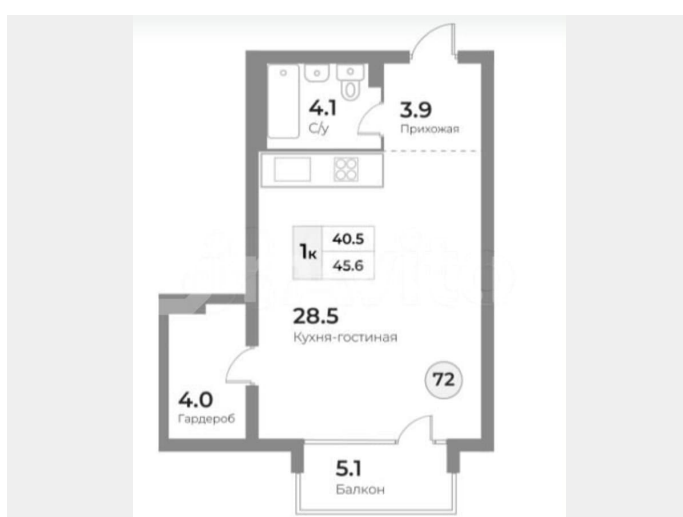 4.1
С/у
3.9
Прихожая
1к
40.5
45.6
28.5
Кухня-гостиная
72
4.0
Гардероб
5.1
Балкон